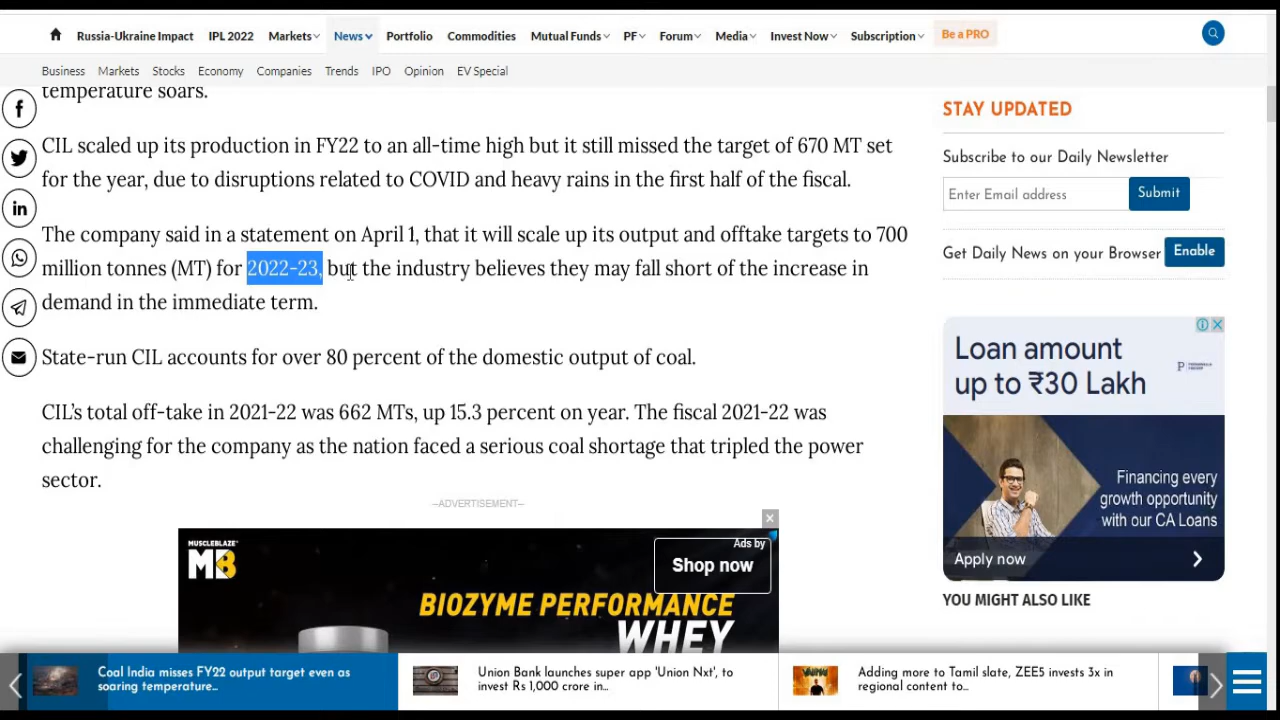 Russia-Ukraine Impact IPL 2022 Markets News Portfolio Commodities Mutual Funds PF Forum Media Invest Now Subscription Be a PRO
Business Markets Stocks Economy Companies Trends IPO Opinion EV Special
temperature soars.
CIL scaled up its production in FY22 to an all-time high but it still missed the target of 670 MT set
for the year, due to disruptions related to COVID and heavy rains in the first half of the fiscal.
The company said in a statement on April 1, that it will scale up its output and offtake targets to 700
million tonnes (MT) for 2022-23, but the industry believes they may fall short of the increase in
demand in the immediate term.
State-run CIL accounts for over 80 percent of the domestic output of coal.
CIL's total off-take in 2021-22 was 662 MTs, up 15.3 percent on year. The fiscal 2021-22 was
challenging for the company as the nation faced a serious coal shortage that tripled the power
sector.
—ADVERTISEMENT—
MUSCLEBLAZE
MB
Ads by
Shop now
BIOZYME PERFORMANCE
WHEY
STAY UPDATED
Subscribe to our Daily Newsletter
Enter Email address Submit
Get Daily News on your Browser Enable
Loan amount
up to ₹30 Lakh
Financing every
growth opportunity
with our CA Loans
Apply now
YOU MIGHT ALSO LIKE
Coal India misses FY22 output target even as
soaring temperature...
Union Bank launches super app 'Union Nxt', to
invest Rs 1,000 crore in...
Adding more to Tamil slate, ZEE5 invests 3x in
regional content to...